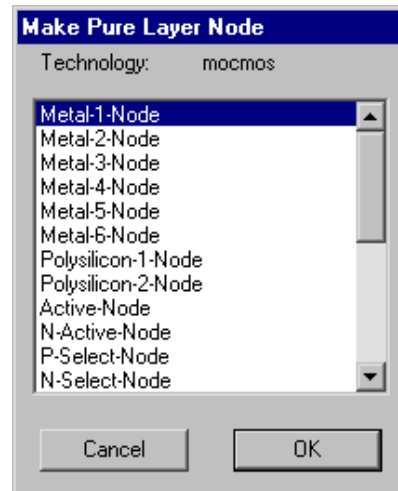 Make Pure Layer Node
Technology: mocmos
Metal-1-Node
Metal-2-Node
Metal-3-Node
Metal-4-Node
Metal-5-Node
Metal-6-Node
Polysilicon-1-Node
Polysilicon-2-Node
Active-Node
N-Active-Node
P-Select-Node
N-Select-Node
Cancel OK